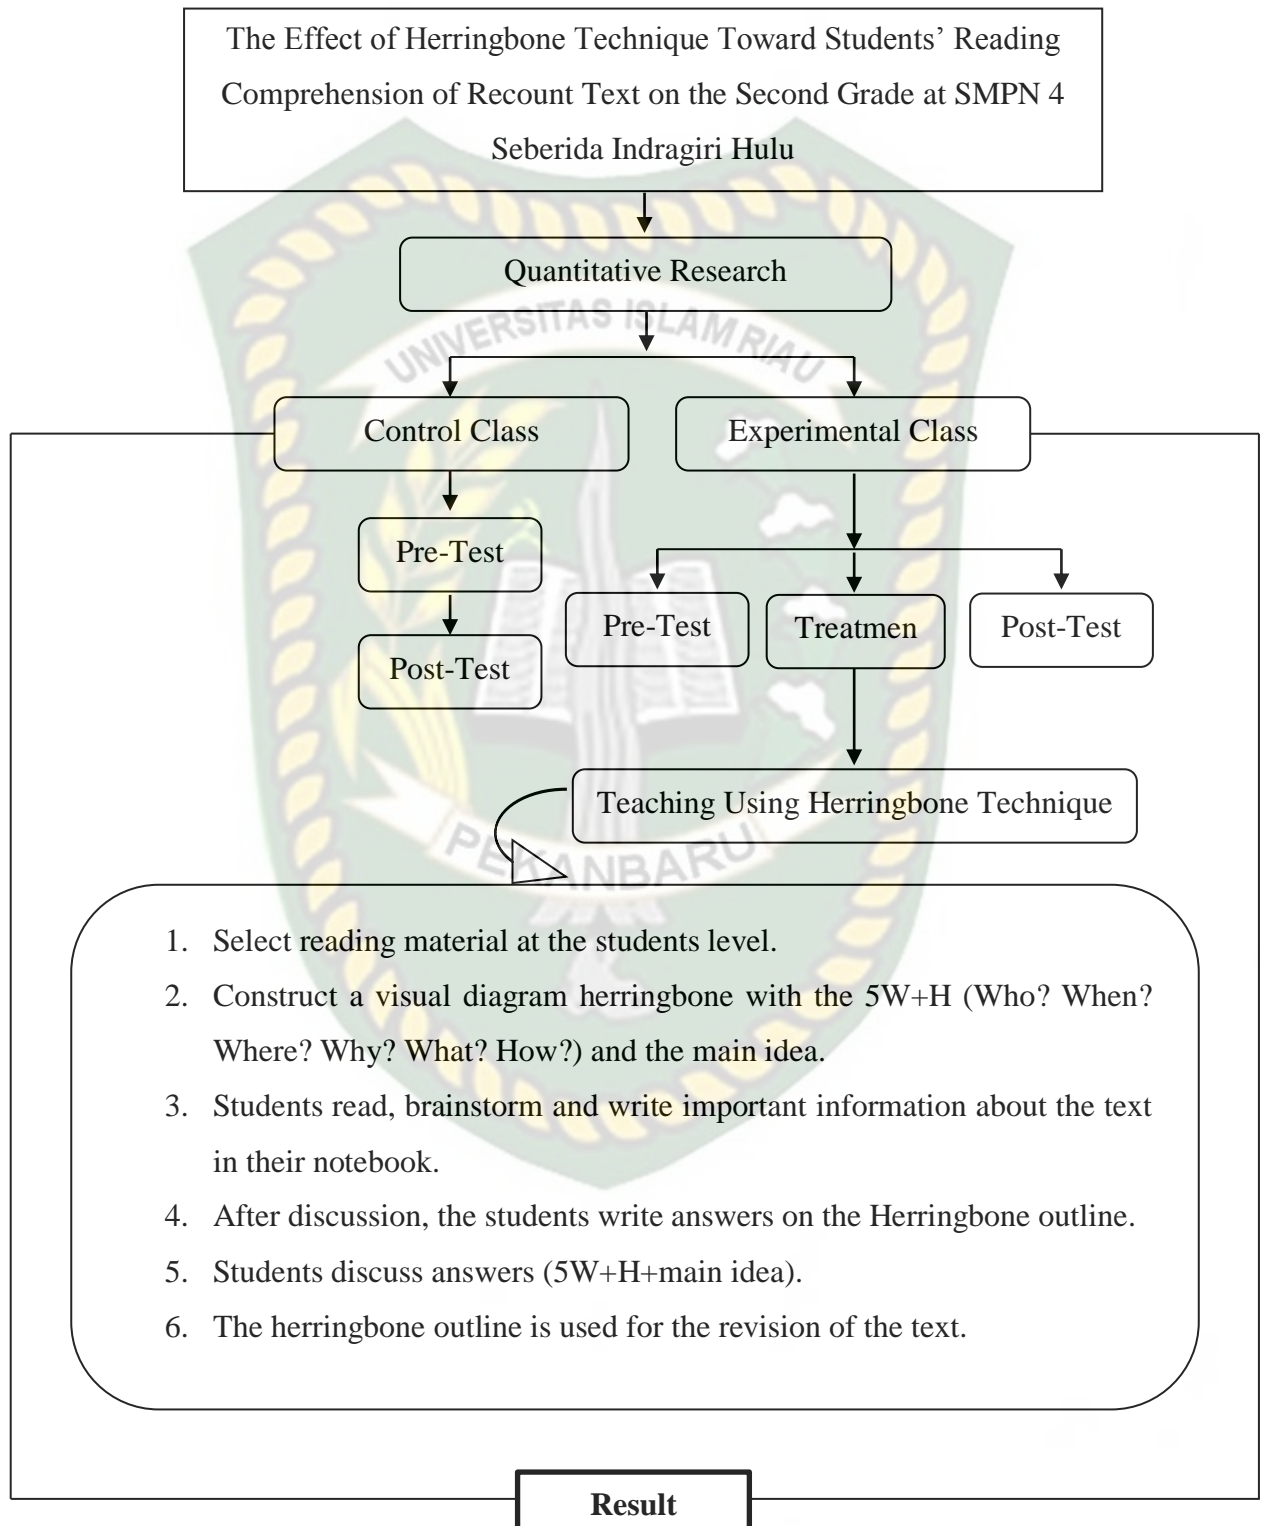 The Effect of Herringbone Technique Toward Students’ Reading
Comprehension of Recount Text on the Second Grade at SMPN 4
Seberida Indragiri Hulu
Quantitative Research
UNIVERSITAS ISLAM RIAU
Control Class
Experimental Class
Pre-Test
Post-Test
Pre-Test
Treatmen
Post-Test
Teaching Using Herringbone Technique
PEKANBARU
1. Select reading material at the students level.
2. Construct a visual diagram herringbone with the 5W+H (Who? When?
Where? Why? What? How?) and the main idea.
3. Students read, brainstorm and write important information about the text
in their notebook.
4. After discussion, the students write answers on the Herringbone outline.
5. Students discuss answers (5W+H+main idea).
6. The herringbone outline is used for the revision of the text.
Result